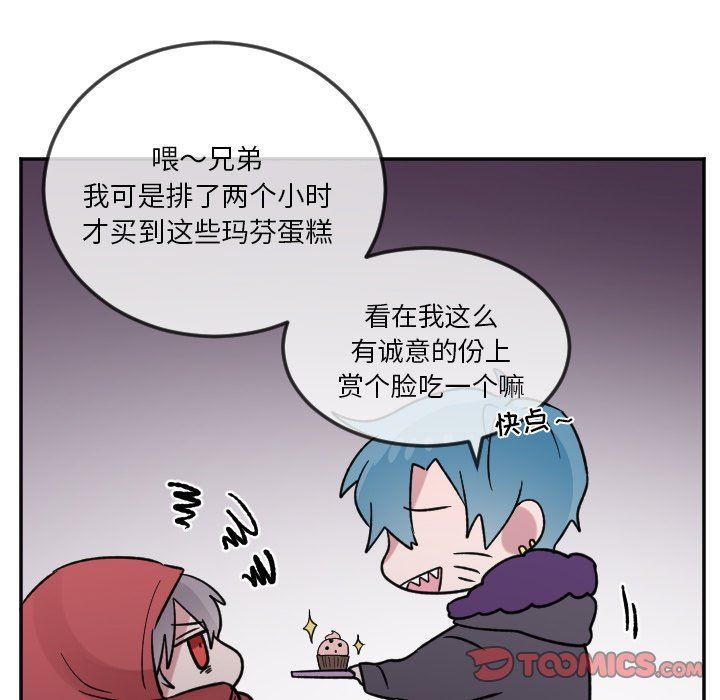 喂～兄弟
我可是排了两个小时
才买到这些玛芬蛋糕
看在我这么
有诚意的份上
赏个脸吃一个嘛
快点～
TOOMICS.COM